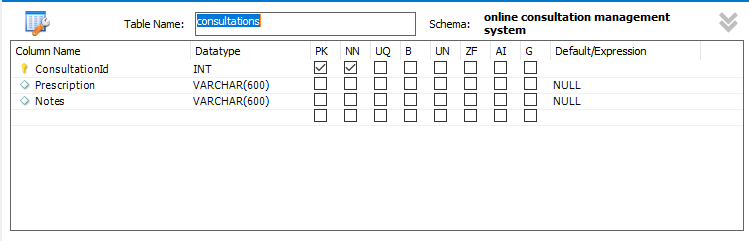 Table Name: consultations Schema: online consultation management
system
Column Name Datatype PK NN UQ B UN ZF AI G Default/Expression
ConsultationId INT
Prescription VARCHAR(600) NULL
Notes VARCHAR(600) NULL